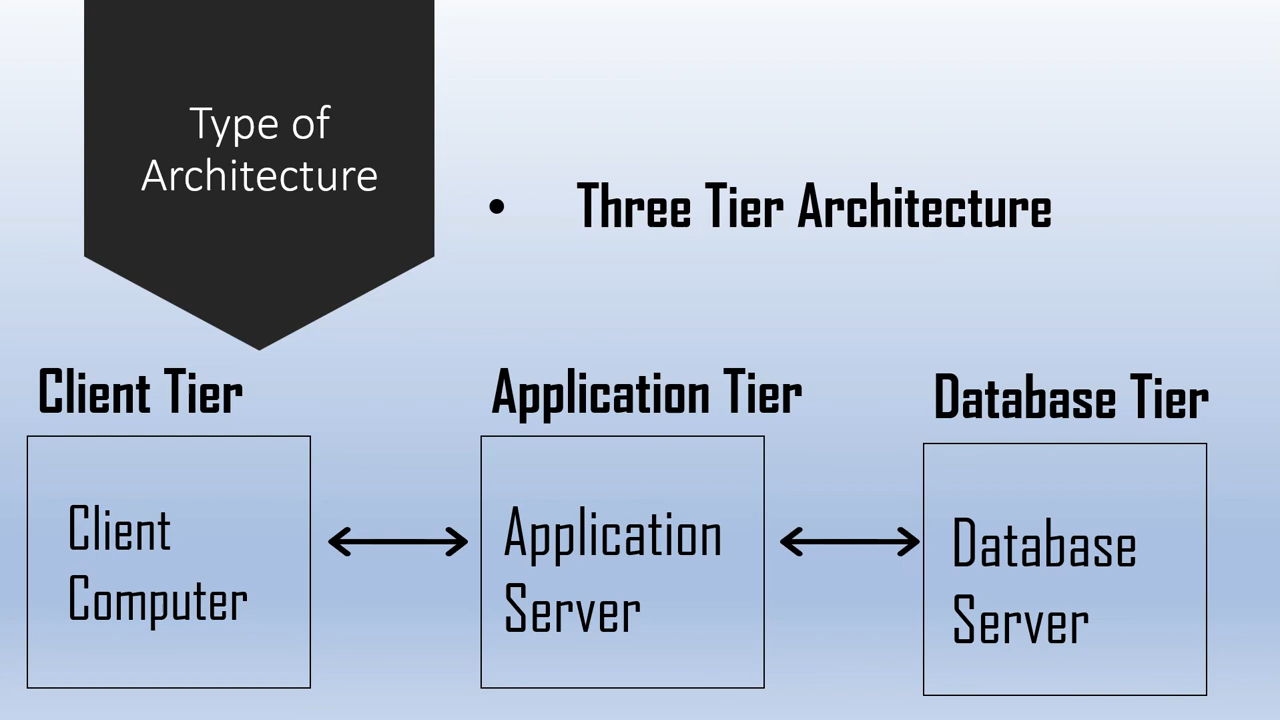 Type of
Architecture
• Three Tier Architecture
Client Tier
Application Tier
Database Tier
Client
Computer
Application
Server
Database
Server